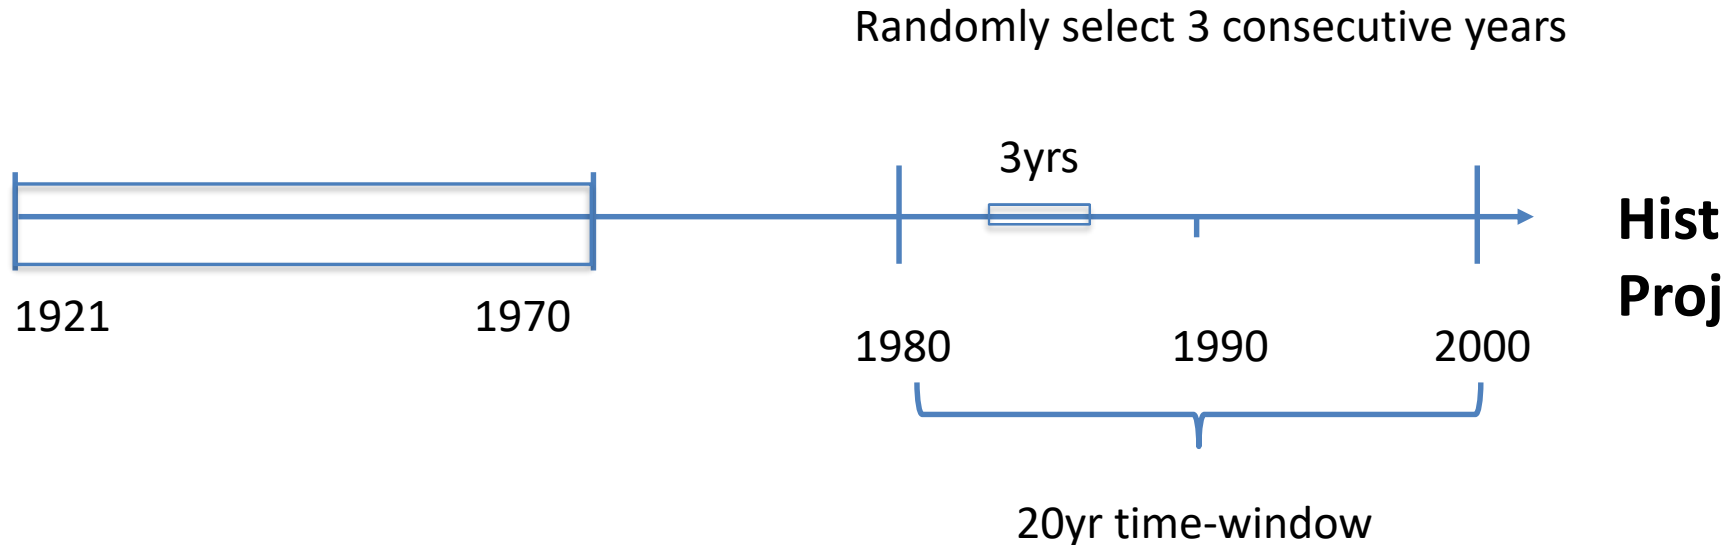 Randomly select 3 consecutive years
3yrs
Hist
Proj
1921
1970
1980
1990
2000
20yr time-window